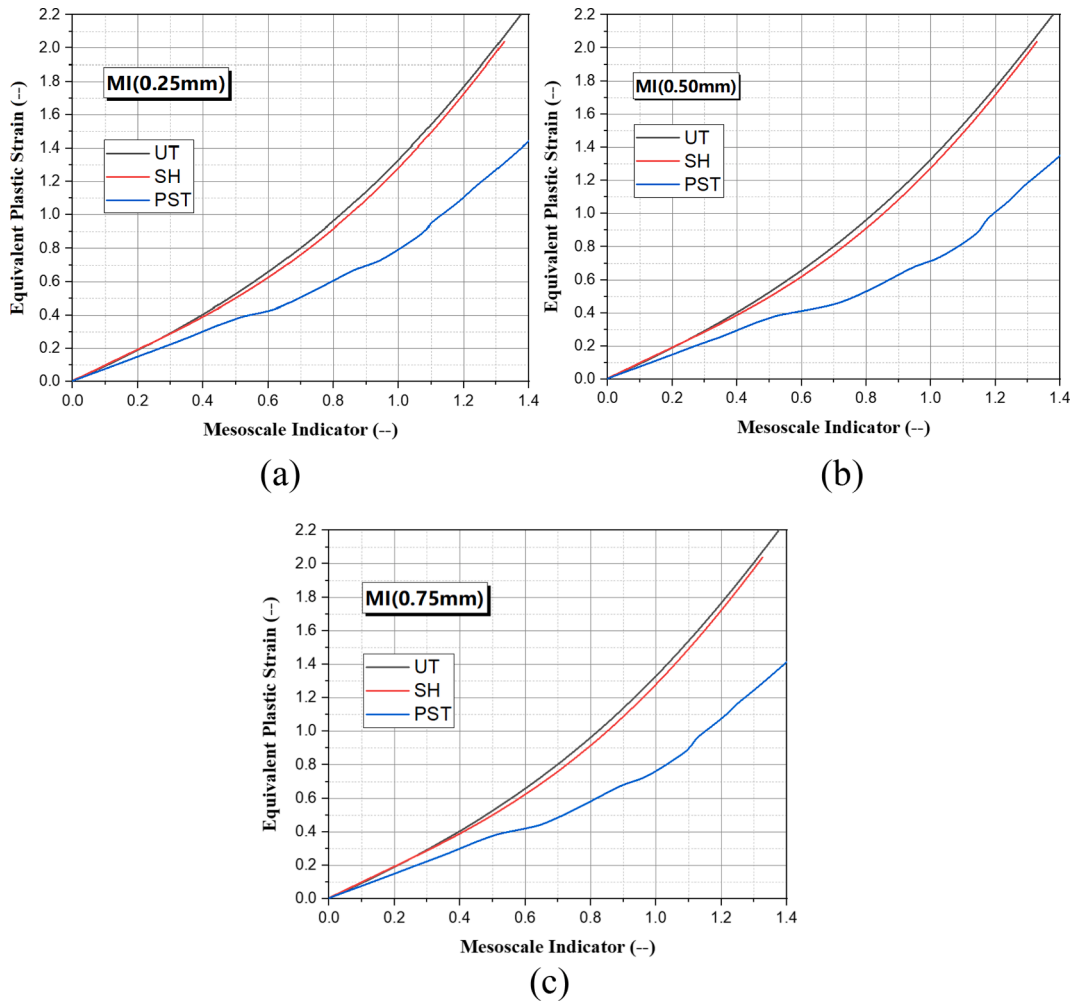 2.2
2.0
1.8
1.6
1.4
1.2
1.0
0.8
0.6
0.4
0.2
0.0
Equivalent Plastic Strain (--)
MI(0.25mm)
UT
SH
PST
0.0 0.2 0.4 0.6 0.8 1.0 1.2 1.4
Mesoscale Indicator (--)
(a)
2.2
2.0
1.8
1.6
1.4
1.2
1.0
0.8
0.6
0.4
0.2
0.0
Equivalent Plastic Strain (--)
MI(0.50mm)
UT
SH
PST
0.0 0.2 0.4 0.6 0.8 1.0 1.2 1.4
Mesoscale Indicator (--)
(b)
2.2
2.0
1.8
1.6
1.4
1.2
1.0
0.8
0.6
0.4
0.2
0.0
Equivalent Plastic Strain (--)
MI(0.75mm)
UT
SH
PST
0.0 0.2 0.4 0.6 0.8 1.0 1.2 1.4
Mesoscale Indicator (--)
(c)